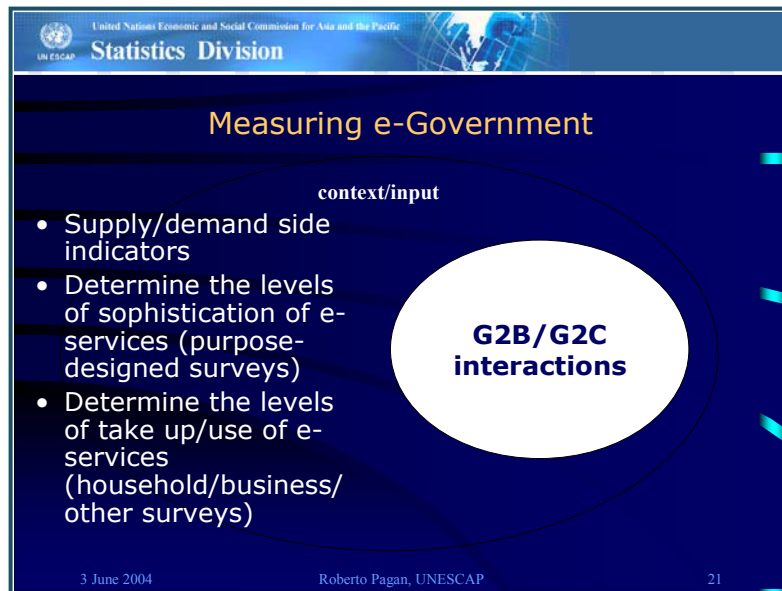 United Nations Economic and Social Commission for Asia and the Pacific
UN ESCAP
Statistics Division
Measuring e-Government
context/input
• Supply/demand side
indicators
• Determine the levels
of sophistication of e-
services (purpose-
designed surveys)
• Determine the levels
of take up/use of e-
services
(household/business/
other surveys)
G2B/G2C
interactions
3 June 2004
Roberto Pagan, UNESCAP
21